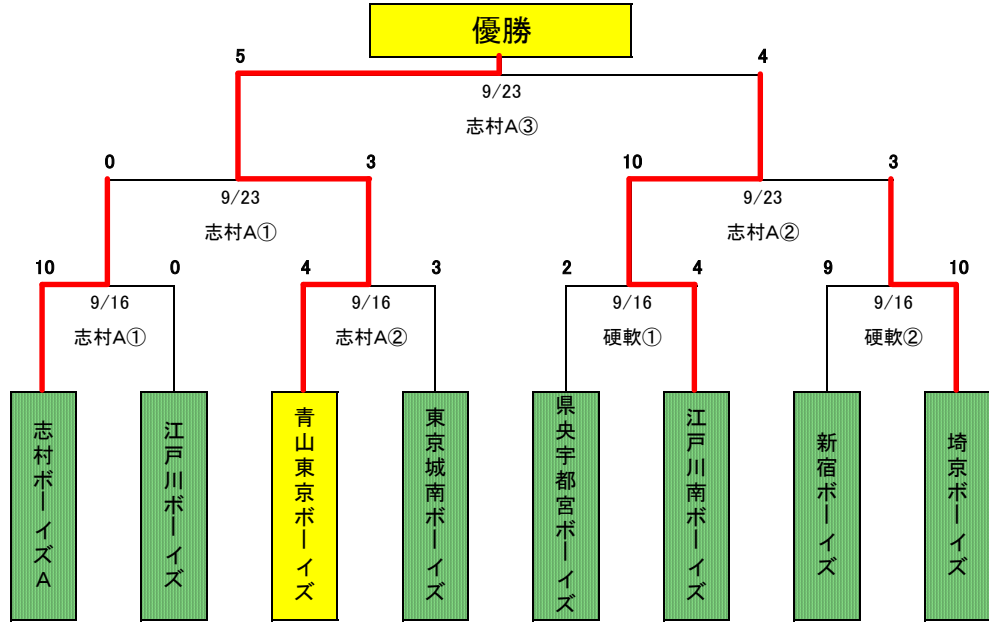 優勝
5
4
9/23
志村A③
0
3
10
3
9/23
9/23
志村A①
志村A②
10
0
4
3
2
4
9
10
9/16
9/16
9/16
9/16
志村A①
志村A②
硬軟①
硬軟②
志村ボーイズA
江戸川ボーイズ
青山東京ボーイズ
東京城南ボーイズ
県央宇都宮ボーイズ
江戸川南ボーイズ
新宿ボーイズ
埼京ボーイズ